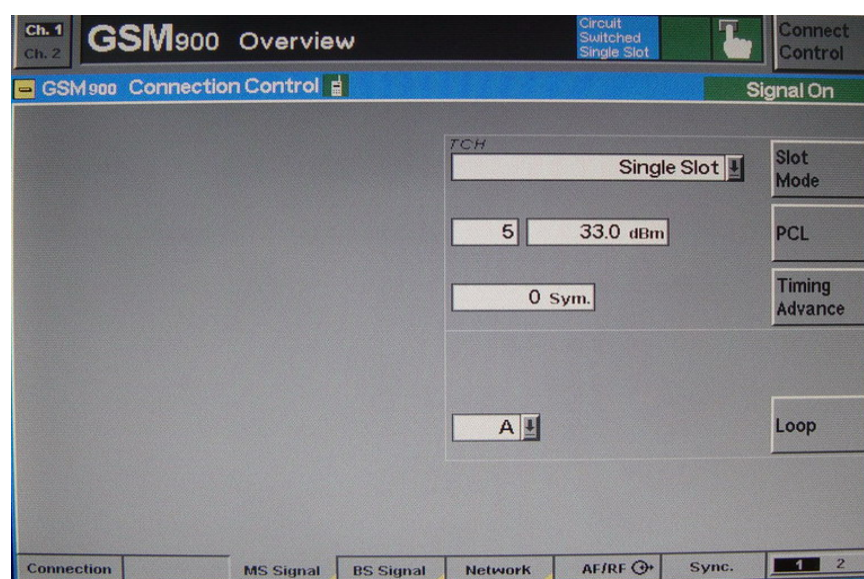 Ch. 1
Ch. 2
GSM900 Overview
Circuit
Switched
Single Slot
Connect
Control
GSM 900 Connection Control
Signal On
TCH
Single Slot
Slot
Mode
5
33.0 dBm
PCL
0 Sym.
Timing
Advance
A
Loop
Connection
MS Signal
BS Signal
Network
AF/RF
Sync.
1 2